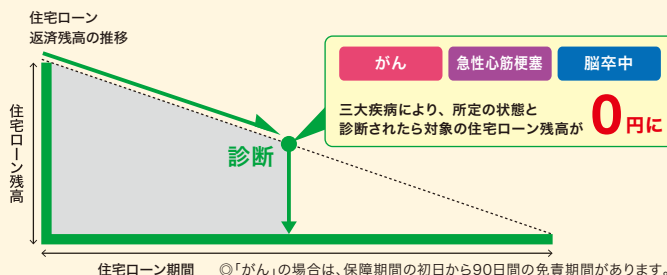 住宅ローン
返済残高の推移
がん
急性心筋梗塞
脳卒中
三大疾病により、所定の状態と
診断されたら対象の住宅ローン残高が
0円に
住宅ローン残高
診断
住宅ローン期間
◎「がん」の場合は、保障期間の初日から90日間の免責期間があります。